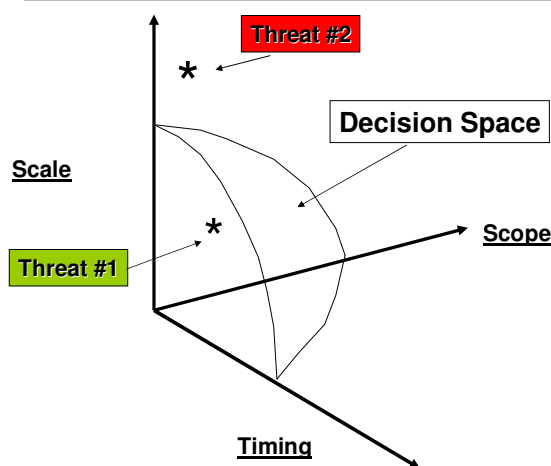 Threat #2
*
Decision Space
Scale
*
Scope
Threat #1
Timing